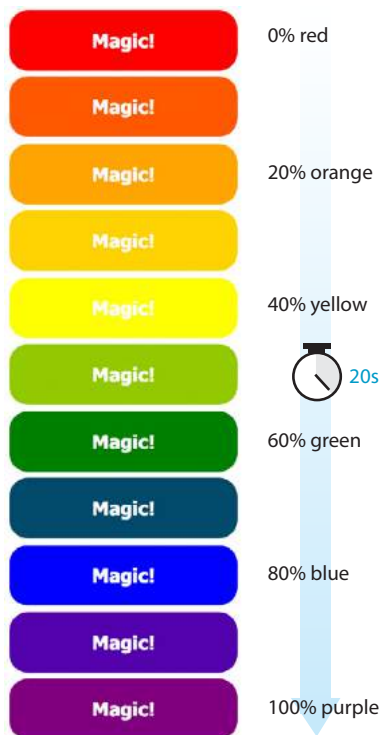 Magic! 0% red
Magic!
Magic! 20% orange
Magic!
Magic! 40% yellow
Magic! 20s
Magic! 60% green
Magic!
Magic! 80% blue
Magic!
Magic! 100% purple